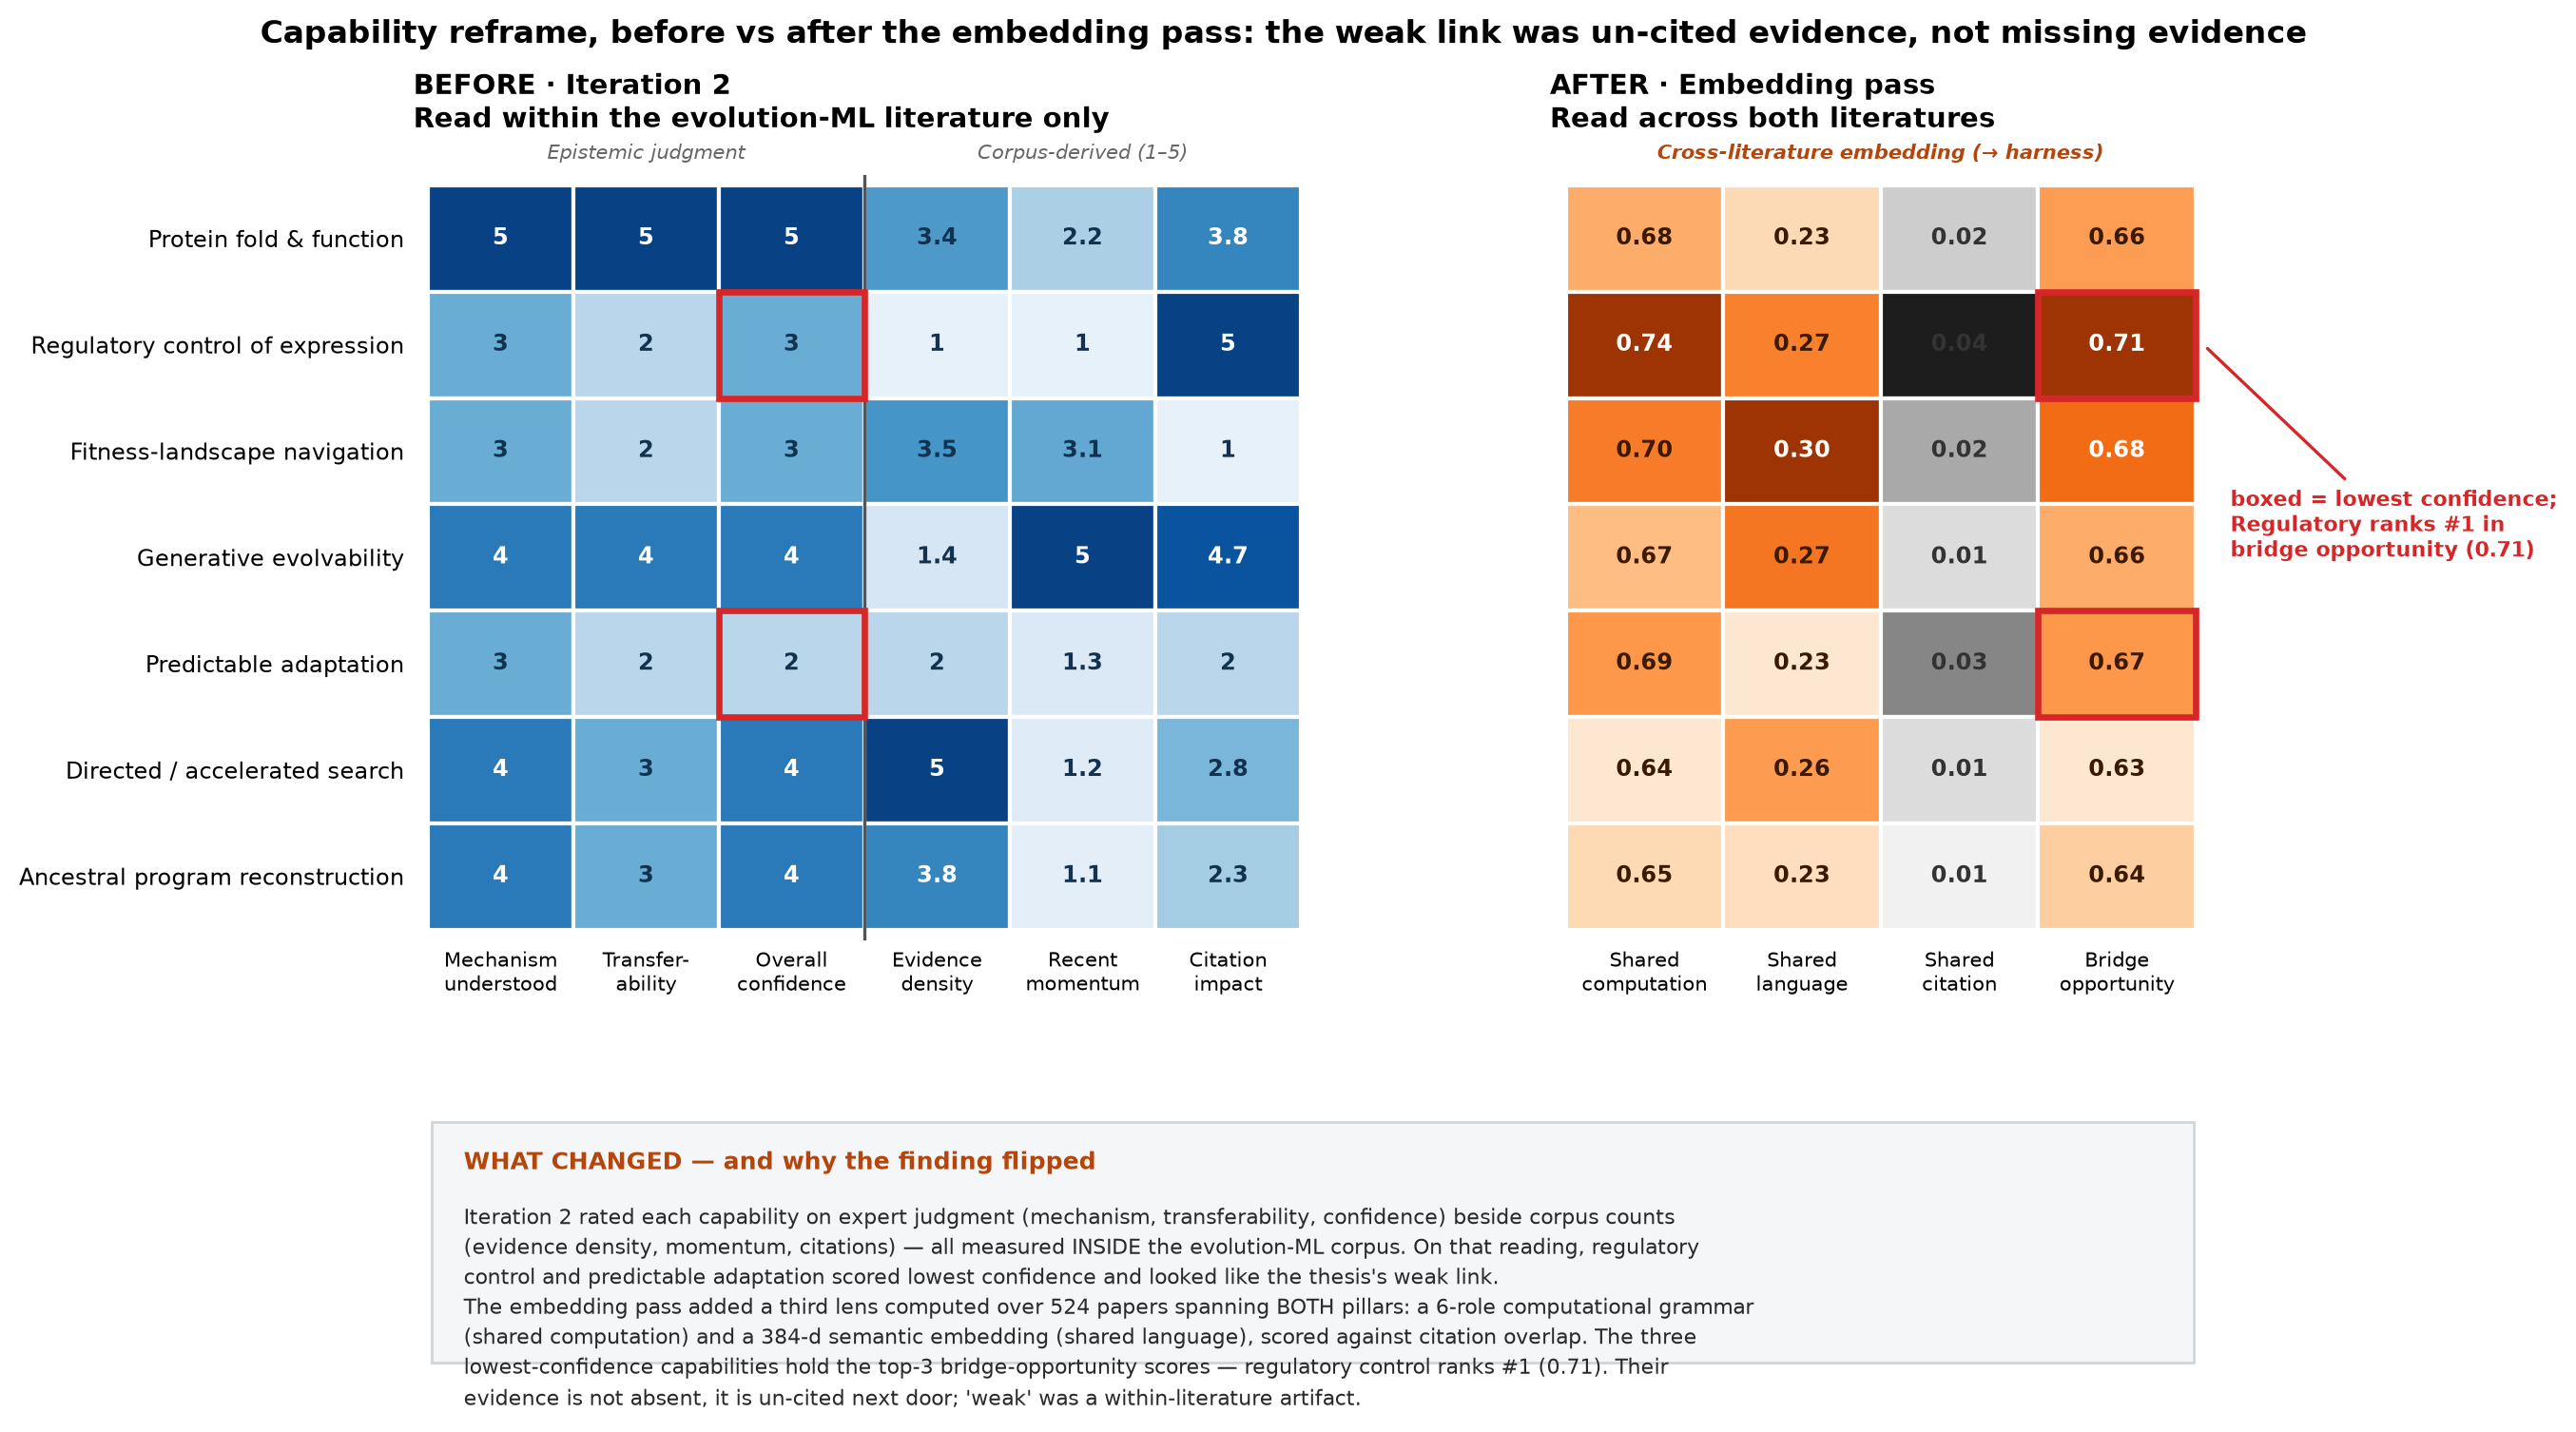 Capability reframe, before vs after the embedding pass: the weak link was un-cited evidence, not missing evidence
BEFORE · Iteration 2
Read within the evolution-ML literature only
Epistemic judgment
Corpus-derived (1–5)
AFTER · Embedding pass
Read across both literatures
Cross-literature embedding (→ harness)
Protein fold & function 5 5 5 3.4 2.2 3.8 0.68 0.23 0.02 0.66
Regulatory control of expression 3 2 3 1 1 5 0.74 0.27 0.04 0.71
Fitness-landscape navigation 3 2 3 3.5 3.1 1 0.70 0.30 0.02 0.68
Generative evolvability 4 4 4 1.4 5 4.7 0.67 0.27 0.01 0.66
Predictable adaptation 3 2 2 2 1.3 2 0.69 0.23 0.03 0.67
Directed / accelerated search 4 3 4 5 1.2 2.8 0.64 0.26 0.01 0.63
Ancestral program reconstruction 4 3 4 3.8 1.1 2.3 0.65 0.23 0.01 0.64
boxed = lowest confidence;
Regulatory ranks #1 in
bridge opportunity (0.71)
Mechanism
understood
Transfer-
ability
Overall
confidence
Evidence
density
Recent
momentum
Citation
impact
Shared
computation
Shared
language
Shared
citation
Bridge
opportunity
WHAT CHANGED — and why the finding flipped
Iteration 2 rated each capability on expert judgment (mechanism, transferability, confidence) beside corpus counts
(evidence density, momentum, citations) — all measured INSIDE the evolution-ML corpus. On that reading, regulatory
control and predictable adaptation scored lowest confidence and looked like the thesis's weak link.
The embedding pass added a third lens computed over 524 papers spanning BOTH pillars: a 6-role computational grammar
(shared computation) and a 384-d semantic embedding (shared language), scored against citation overlap. The three
lowest-confidence capabilities hold the top-3 bridge-opportunity scores — regulatory control ranks #1 (0.71). Their
evidence is not absent, it is un-cited next door; 'weak' was a within-literature artifact.